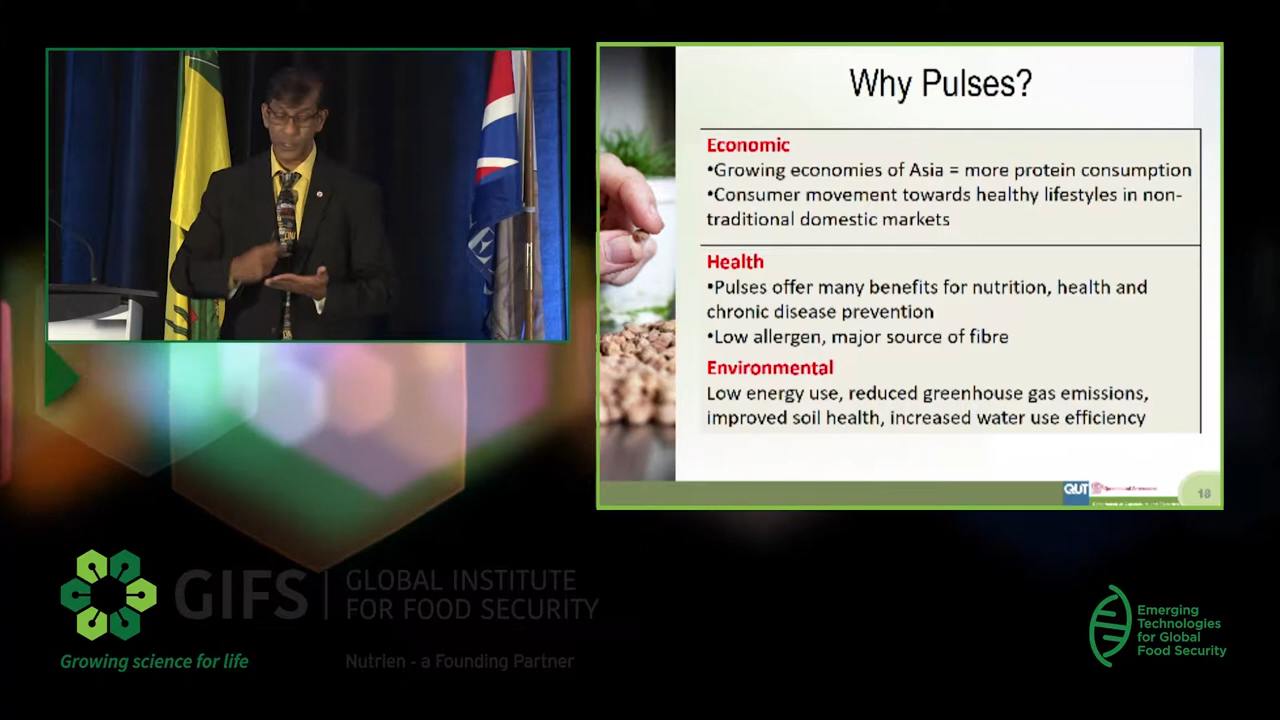 Why Pulses?
Economic
•Growing economies of Asia = more protein consumption
•Consumer movement towards healthy lifestyles in non-
traditional domestic markets
Health
•Pulses offer many benefits for nutrition, health and
chronic disease prevention
•Low allergen, major source of fibre
Environmental
Low energy use, reduced greenhouse gas emissions,
improved soil health, increased water use efficiency
QUT
18
GIFS
GLOBAL INSTITUTE
FOR FOOD SECURITY
Growing science for life
Nutrien - a Founding Partner
Emerging
Technologies
for Global
Food Security